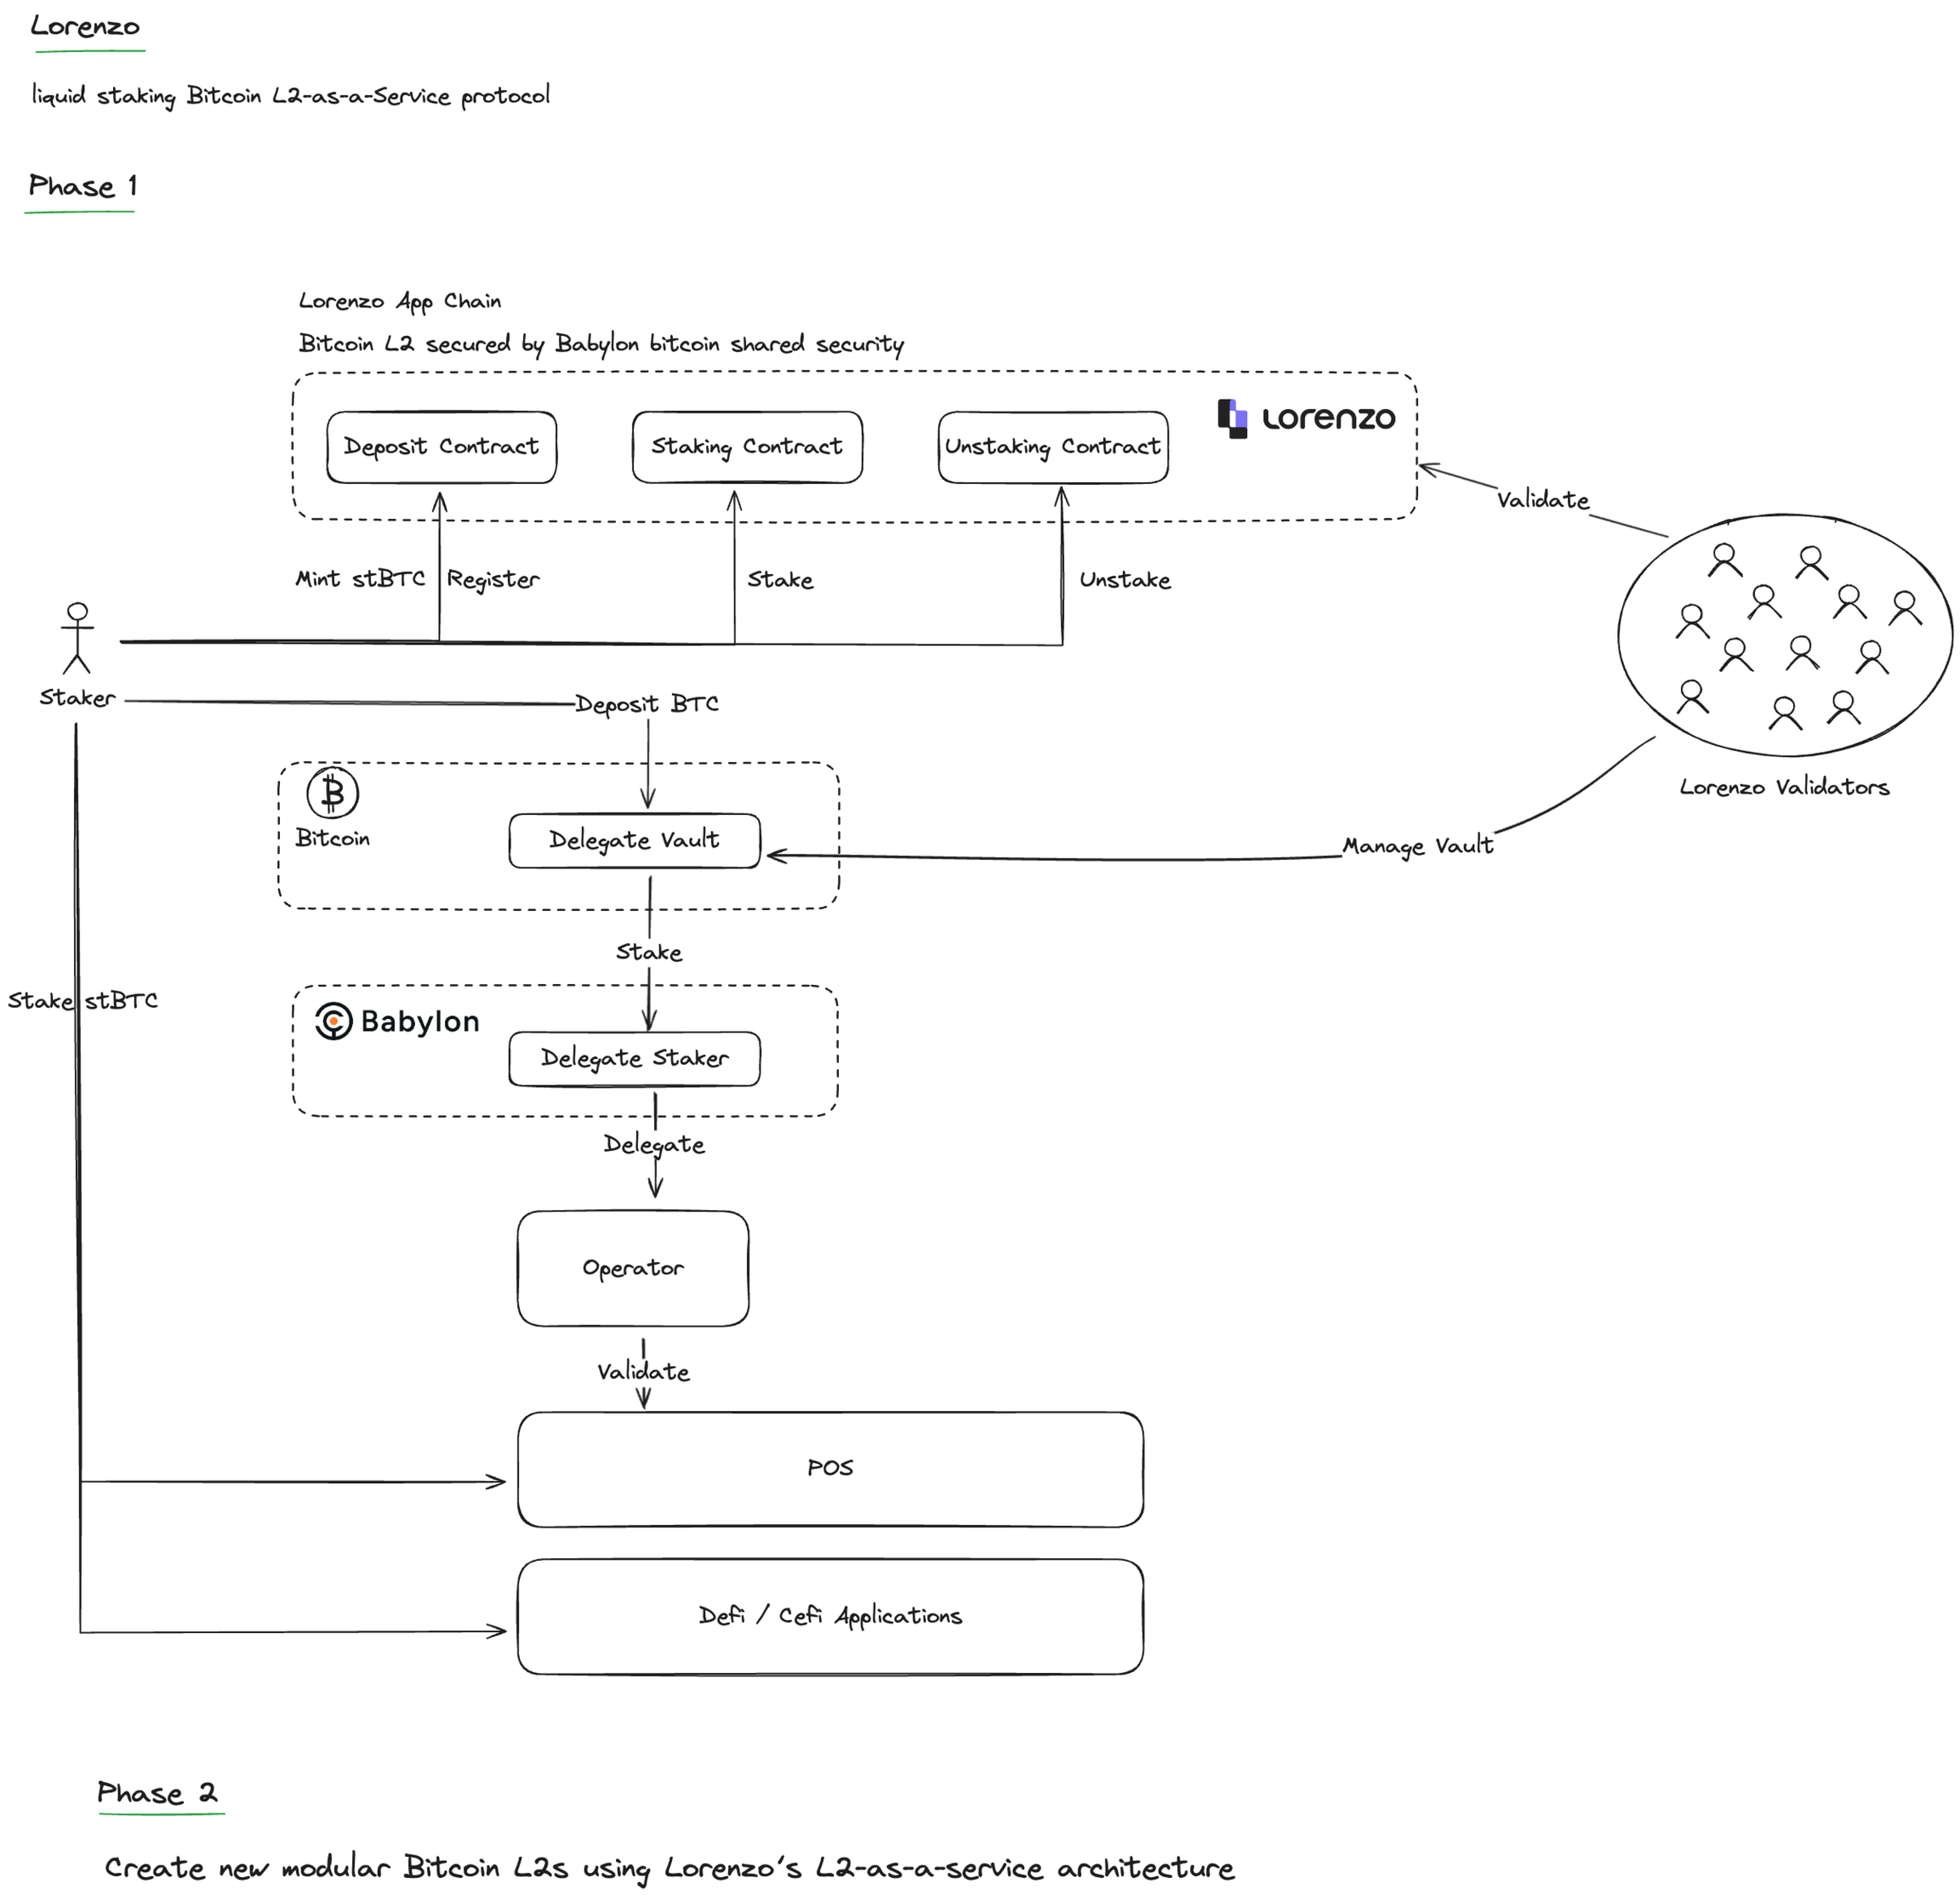 Lorenzo
liquid staking Bitcoin L2-as-a-Service protocol
Phase 1
Lorenzo App Chain
Bitcoin L2 secured by Babylon bitcoin shared security
Deposit Contract
Staking Contract
Unstaking Contract
Lorenzo
Validate
Mint stBTC
Register
Stake
Unstake
Staker
Deposit BTC
Lorenzo Validators
Bitcoin
Delegate Vault
Manage Vault
Stake
Stake stBTC
Babylon
Delegate Staker
Delegate
Operator
Validate
POS
Defi / Cefi Applications
Phase 2
Create new modular Bitcoin L2s using Lorenzo's L2-as-a-service architecture